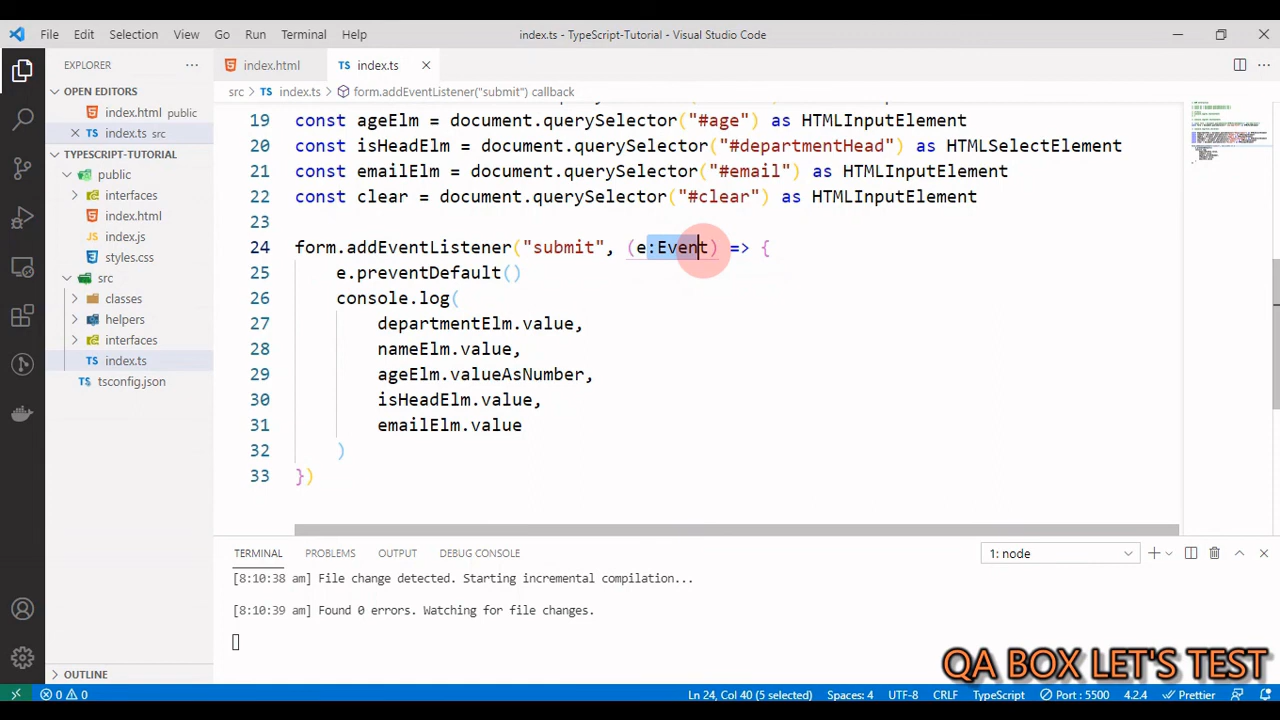 File Edit Selection View Go Run Terminal Help
index.ts - TypeScript-Tutorial - Visual Studio Code
EXPLORER
OPEN EDITORS
index.html public
index.ts src
TYPESCRIPT-TUTORIAL
public
interfaces
index.html
index.js
styles.css
src
classes
helpers
interfaces
index.ts
tsconfig.json
OUTLINE
index.html
TS index.ts
src > TS index.ts > form.addEventListener("submit") callback
19 const ageElm = document.querySelector("#age") as HTMLInputElement
20 const isHeadElm = document.querySelector("#departmentHead") as HTMLSelectElement
21 const emailElm = document.querySelector("#email") as HTMLInputElement
22 const clear = document.querySelector("#clear") as HTMLInputElement
23
24 form.addEventListener("submit", (e:Event) => {
25 e.preventDefault()
26 console.log(
27 departmentElm.value,
28 nameElm.value,
29 ageElm.valueAsNumber,
30 isHeadElm.value,
31 emailElm.value
32 )
33 })
TERMINAL PROBLEMS OUTPUT DEBUG CONSOLE
1: node
[8:10:38 am] File change detected. Starting incremental compilation...
[8:10:39 am] Found 0 errors. Watching for file changes.
QA BOX LET'S TEST
0 0
Ln 24, Col 40 (5 selected) Spaces: 4 UTF-8 CRLF TypeScript Port : 5500 4.2.4 Prettier